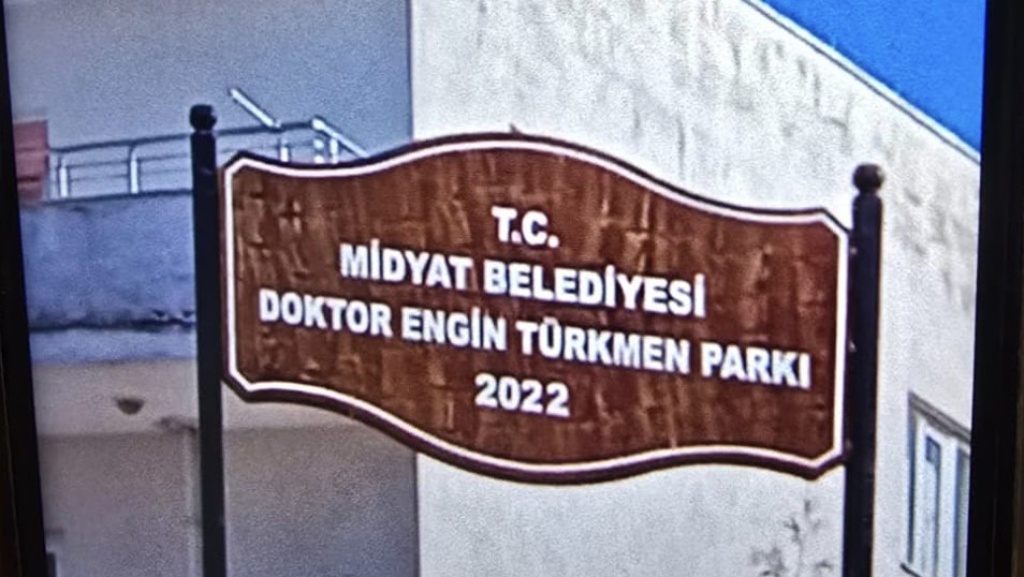 T.C.
MİDYAT BELEDİYESİ
DOKTOR ENGİN TÜRKMEN PARKI
2022